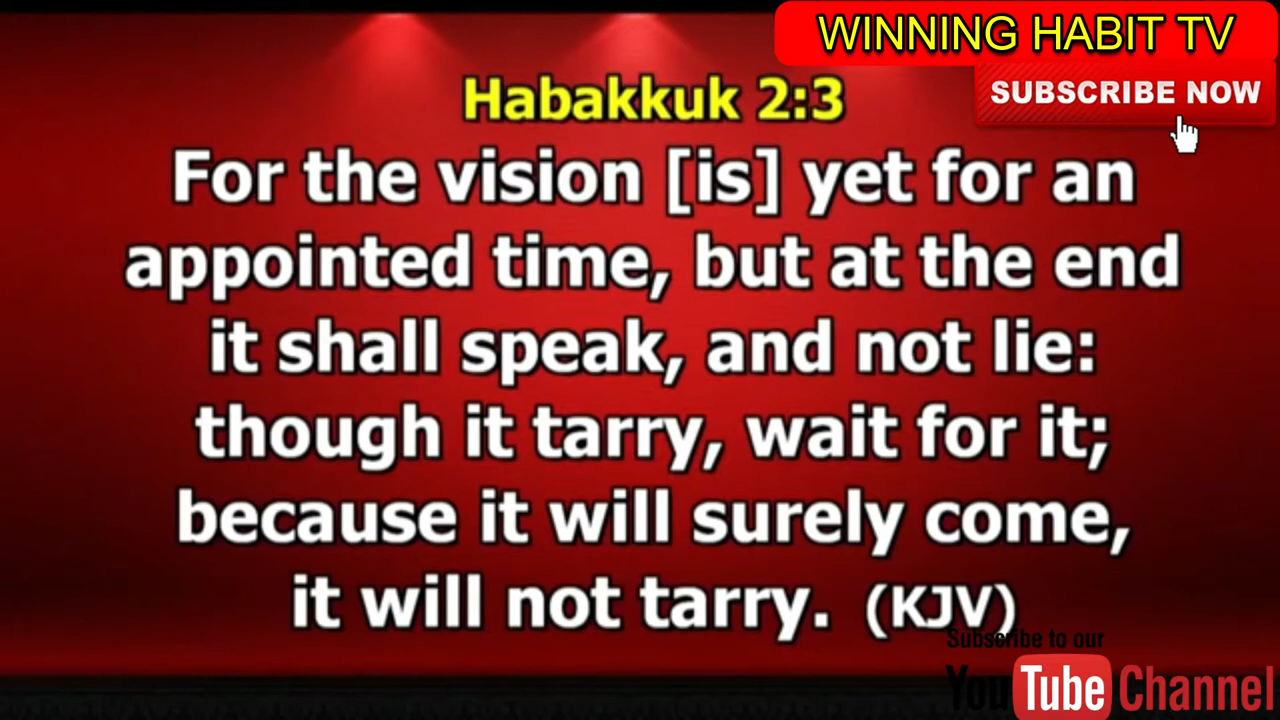 WINNING HABIT TV
SUBSCRIBE NOW
Habakkuk 2:3
For the vision [is] yet for an
appointed time, but at the end
it shall speak, and not lie:
though it tarry, wait for it;
because it will surely come,
it will not tarry. (KJV)
Subscribe to our
YouTube Channel